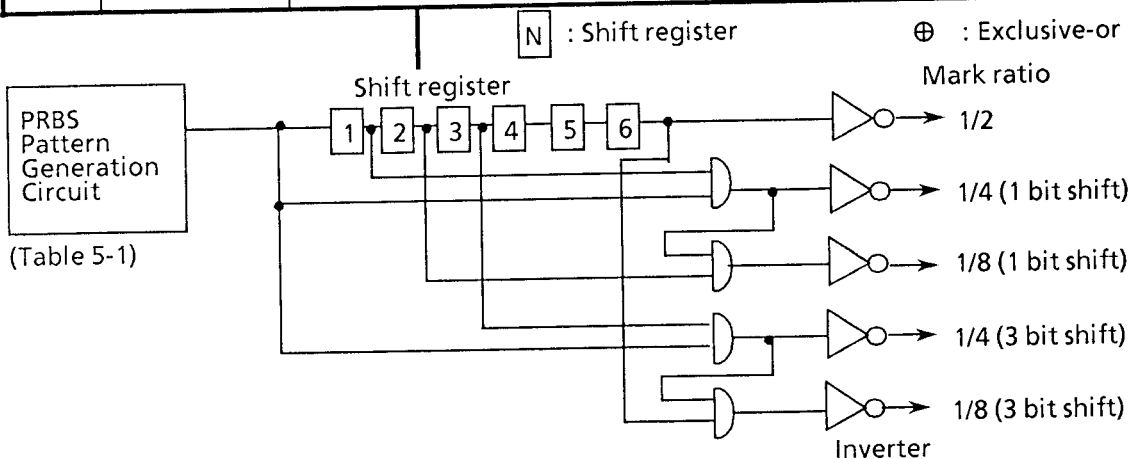 N : Shift register
⊕ : Exclusive-or
Mark ratio
Shift register
PRBS
Pattern
Generation
Circuit
(Table 5-1)
1 2 3 4 5 6
1/2
1/4 (1 bit shift)
1/8 (1 bit shift)
1/4 (3 bit shift)
1/8 (3 bit shift)
Inverter